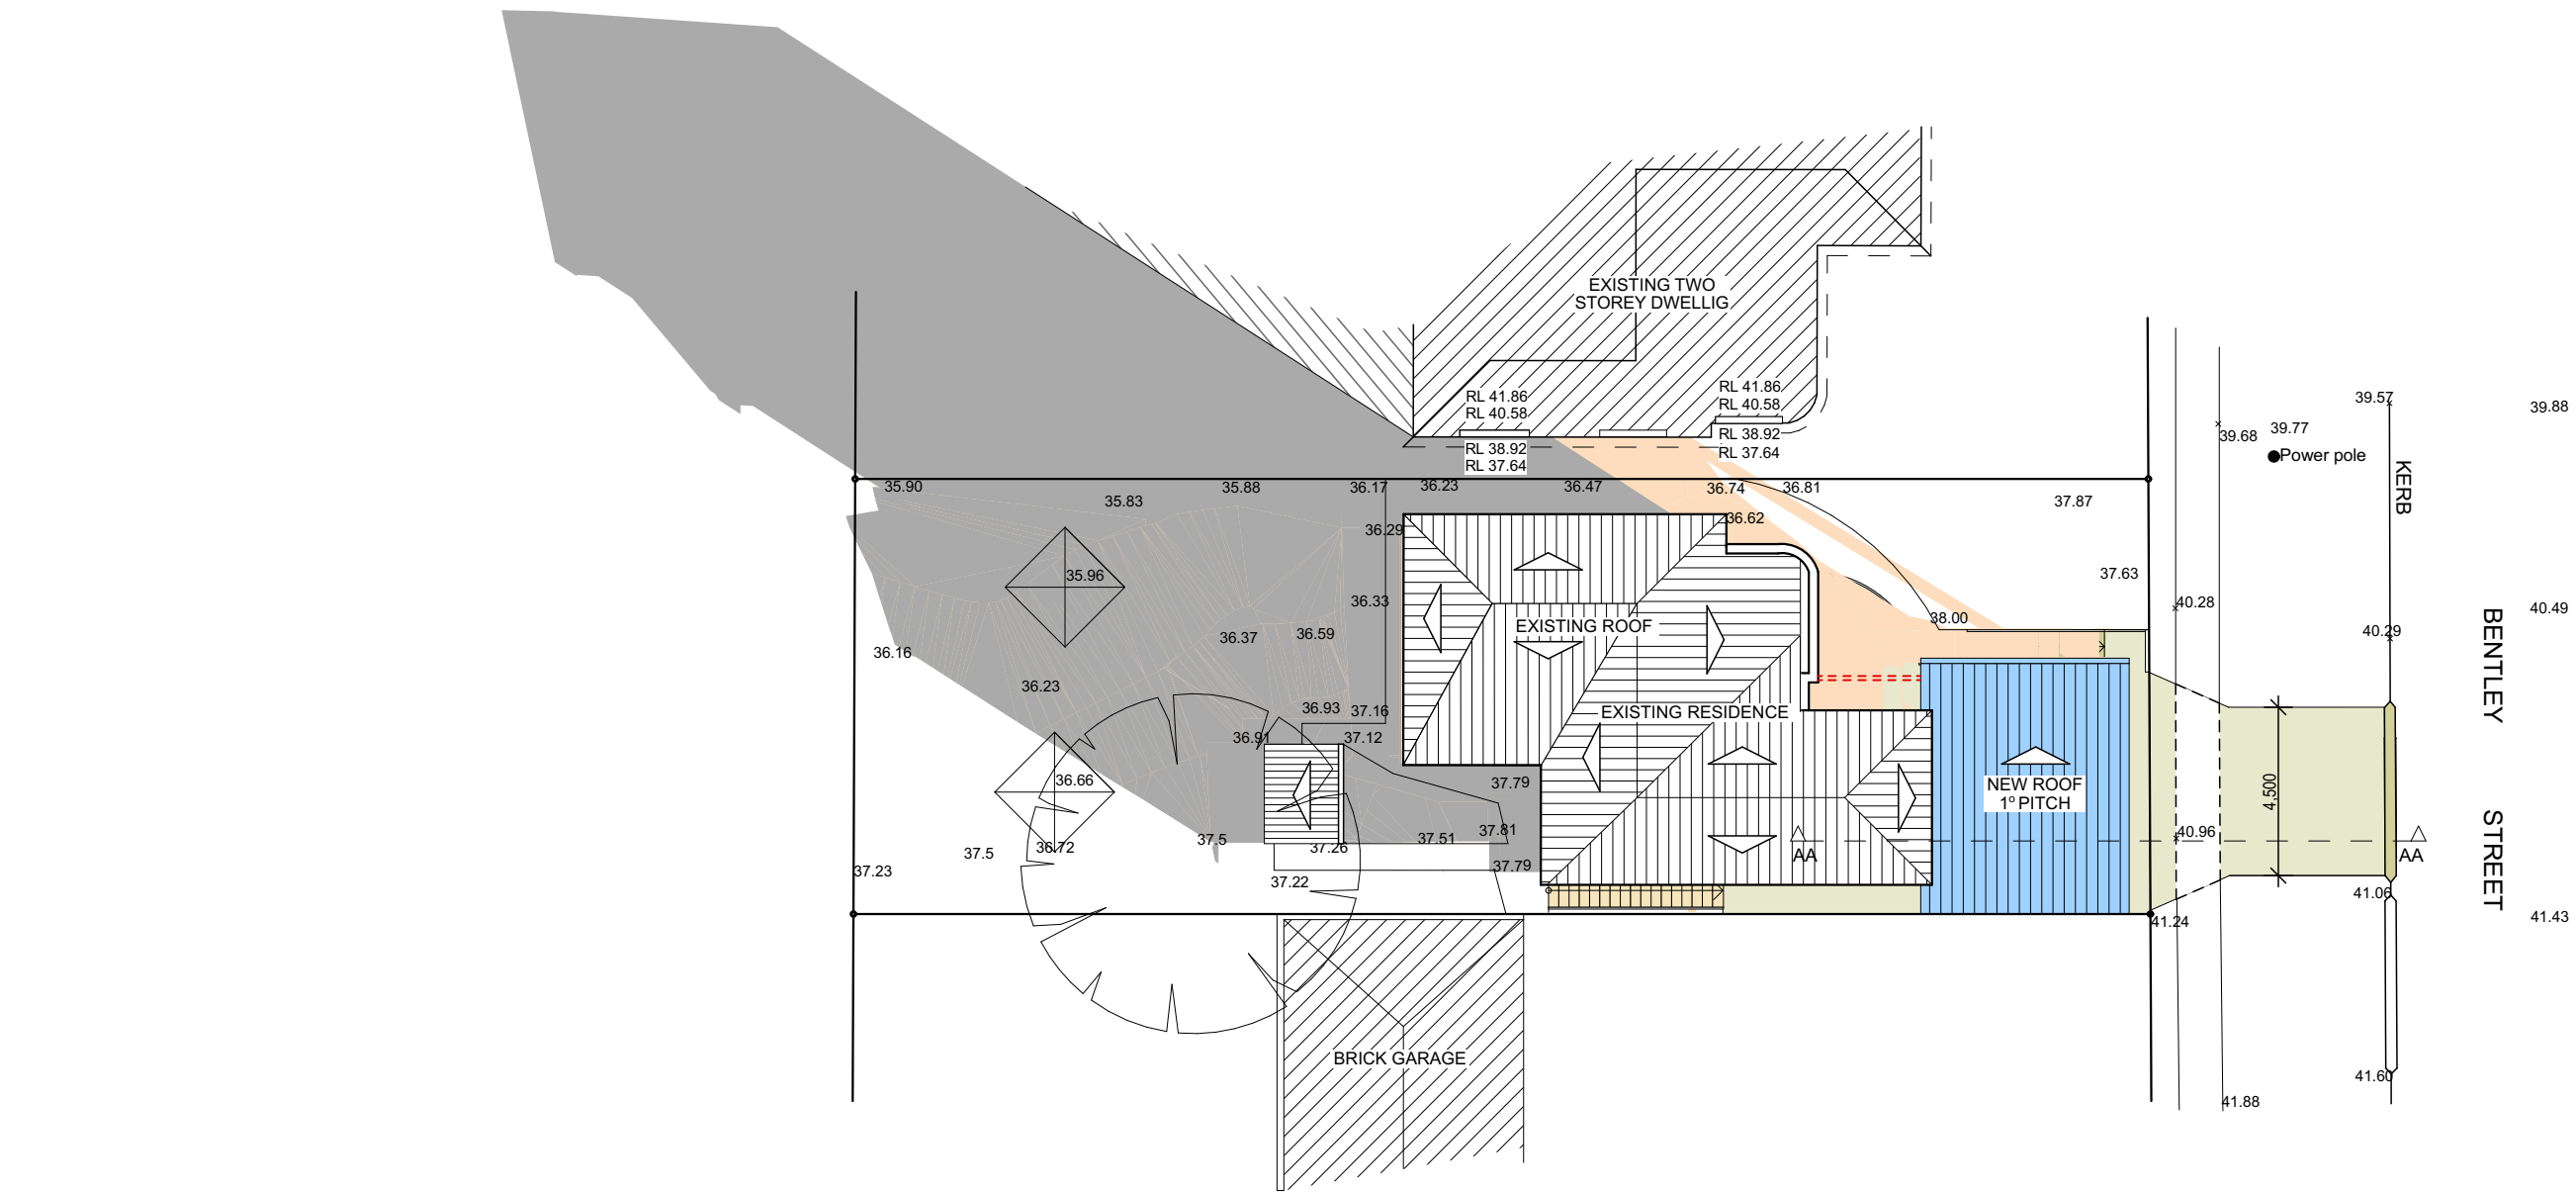 EXISTING TWO
STOREY DWELLIG
RL 41.86
RL 40.58
RL 41.86
RL 40.58
RL 38.92
RL 37.64
RL 38.92
RL 37.64
39.57
39.88
39.68
39.77
Power pole
KERB
35.90
35.83
35.88
36.17
36.23
36.47
36.74
36.81
37.87
36.29
36.62
35.96
37.63
36.33
40.28
40.49
38.00
EXISTING ROOF
36.37
36.59
40.29
36.16
BENTLEY STREET
36.23
36.93
37.16
EXISTING RESIDENCE
36.91
37.12
36.66
37.79
NEW ROOF
1º PITCH
4,500
37.5
36.72
37.5
37.26
37.51
37.81
40.96
AA
AA
37.23
37.22
37.79
41.06
41.24
41.43
BRICK GARAGE
41.60
41.88